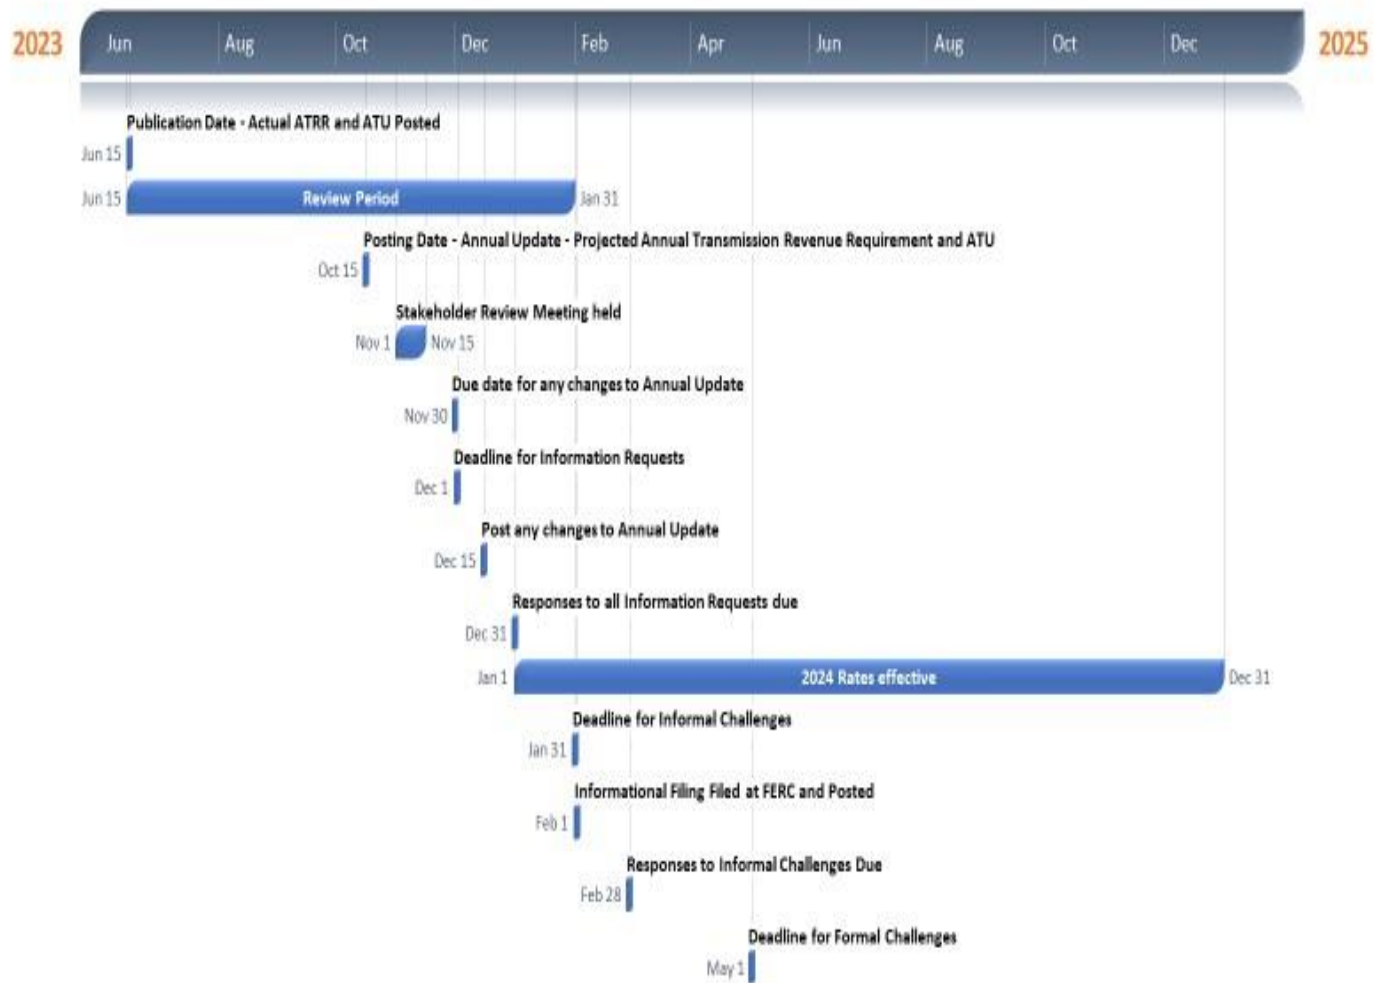 2023 Jun Aug Oct Dec Feb Apr Jun Aug Oct Dec 2025
Publication Date - Actual ATRR and ATU Posted
Jun 15
Jun 15 Review Period Jan 31
Posting Date - Annual Update - Projected Annual Transmission Revenue Requirement and ATU
Oct 15
Stakeholder Review Meeting held
Nov 1 Nov 15
Due date for any changes to Annual Update
Nov 30
Deadline for Information Requests
Dec 1
Post any changes to Annual Update
Dec 15
Responses to all Information Requests due
Dec 31
Jan 1 2024 Rates effective Dec 31
Deadline for Informal Challenges
Jan 31
Informational Filing Filed at FERC and Posted
Feb 1
Responses to Informal Challenges Due
Feb 28
Deadline for Formal Challenges
May 1